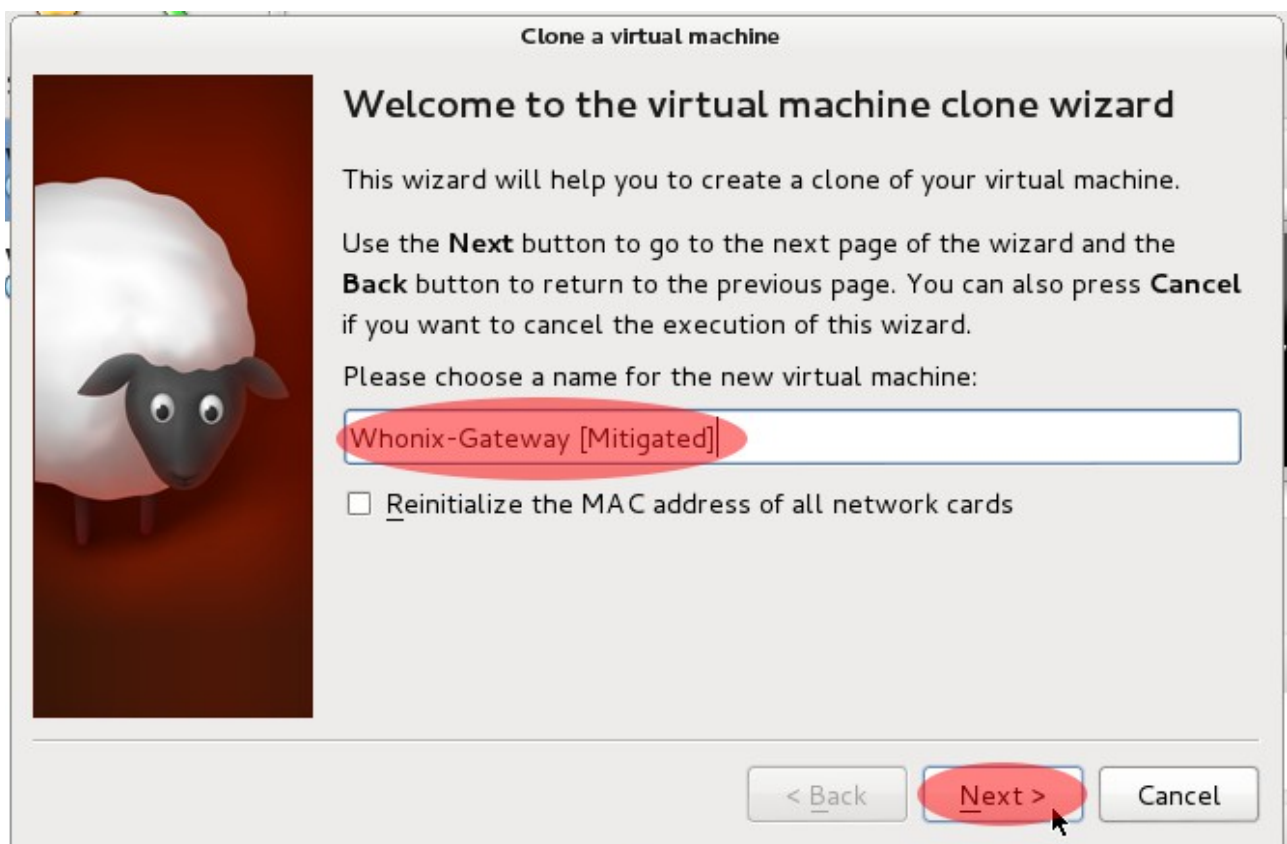 Clone a virtual machine
Welcome to the virtual machine clone wizard
This wizard will help you to create a clone of your virtual machine.
Use the Next button to go to the next page of the wizard and the
Back button to return to the previous page. You can also press Cancel
if you want to cancel the execution of this wizard.
Please choose a name for the new virtual machine:
Whonix-Gateway [Mitigated]
Reinitialize the MAC address of all network cards
< Back
Next >
Cancel